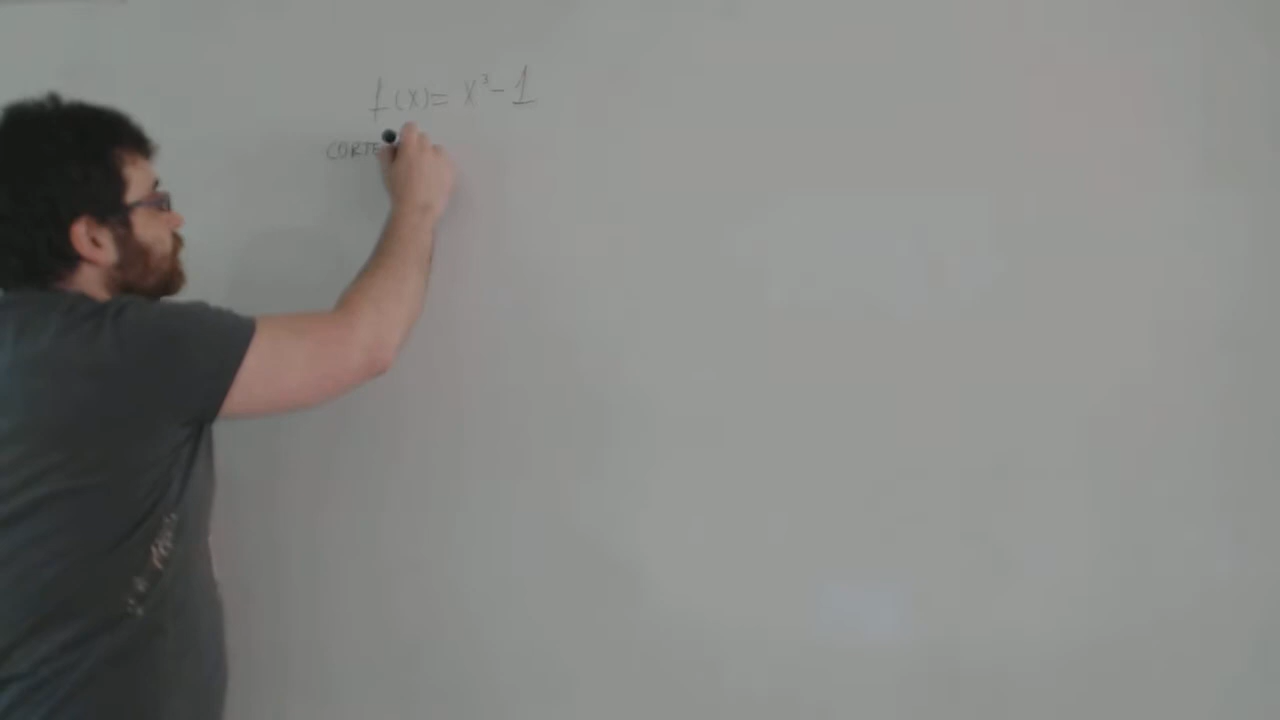 f(x) = x³ - 1
CORTE